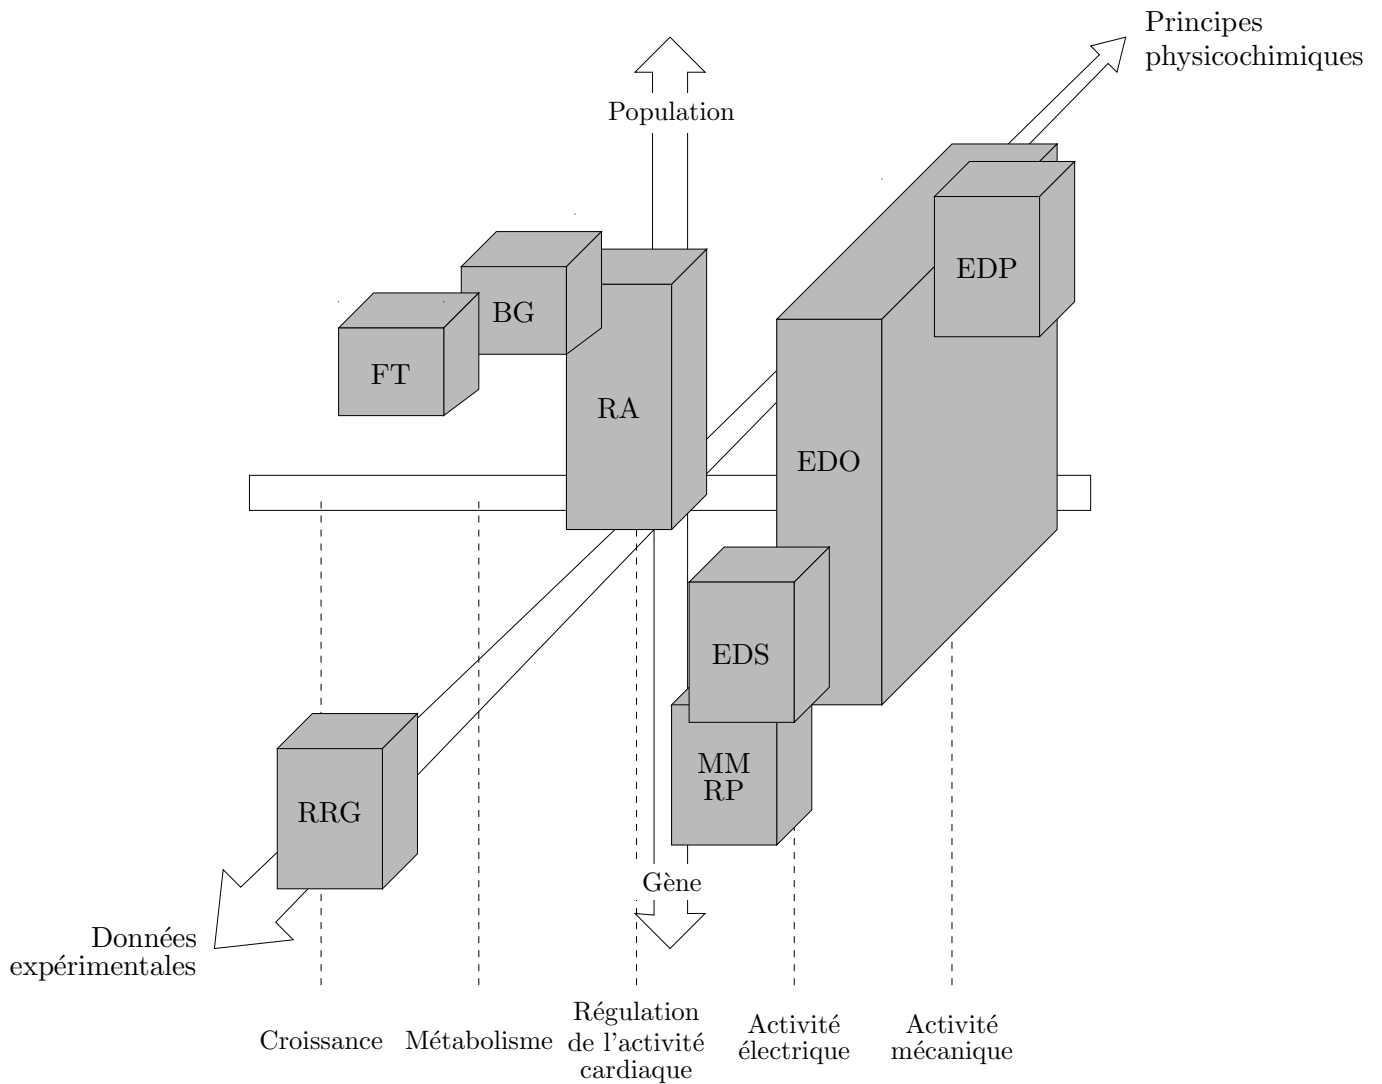 Principes
physicochimiques
Population
EDP
BG
FT
RA
EDO
EDS
MM
RP
RRG
Gène
Données
expérimentales
Croissance
Métabolisme
Régulation
de l'activité
cardiaque
Activité
électrique
Activité
mécanique